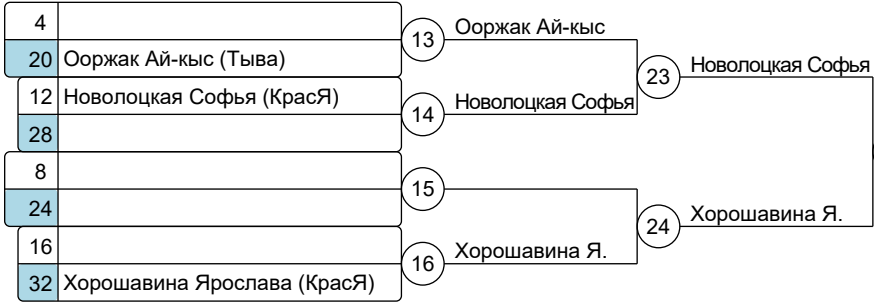 4
13
Ооржак Ай-кыс
20 Ооржак Ай-кыс (Тыва)
23
Новолоцкая Софья
12 Новолоцкая Софья (КрасЯ)
14
Новолоцкая Софья
28
8
15
24
24
Хорошавина Я.
16
16
Хорошавина Я.
32 Хорошавина Ярослава (КрасЯ)